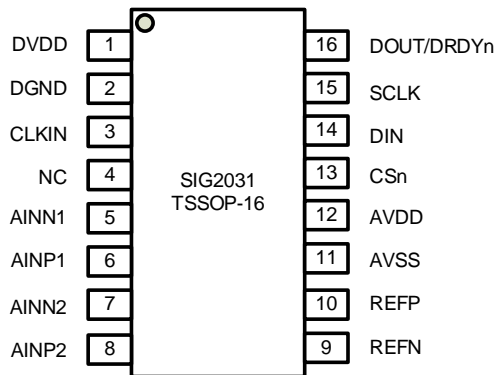 DVDD 1 16 DOUT/DRDYn
DGND 2 15 SCLK
CLKIN 3 14 DIN
NC 4 13 CSn
SIG2031
TSSOP-16
AINN1 5 12 AVDD
AINP1 6 11 AVSS
AINN2 7 10 REFP
AINP2 8 9 REFN